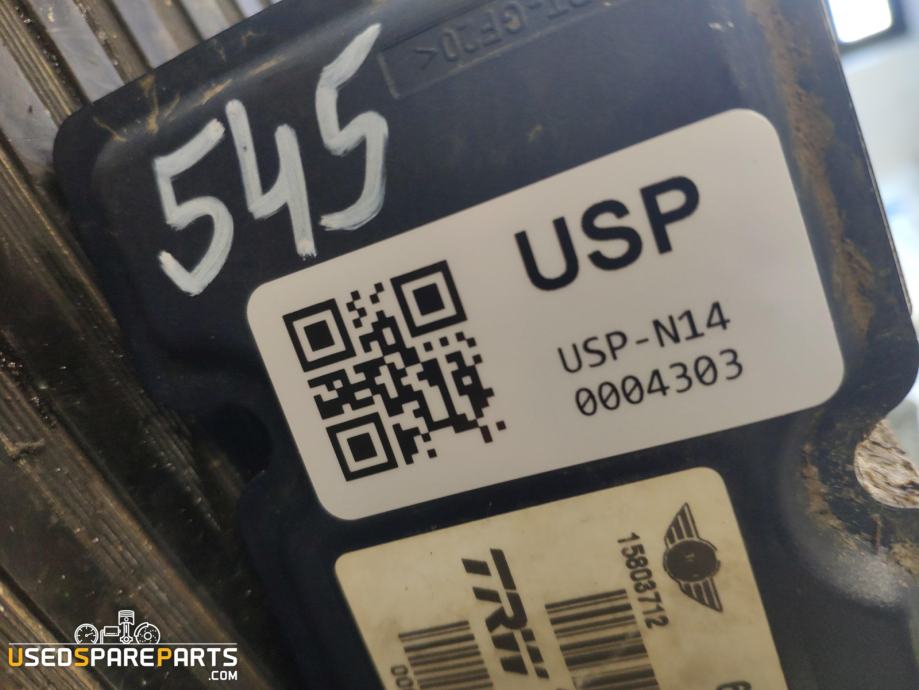 545
USP
USP-N14
0004303
TRW
15803712
USEDSPAREPARTS
.COM